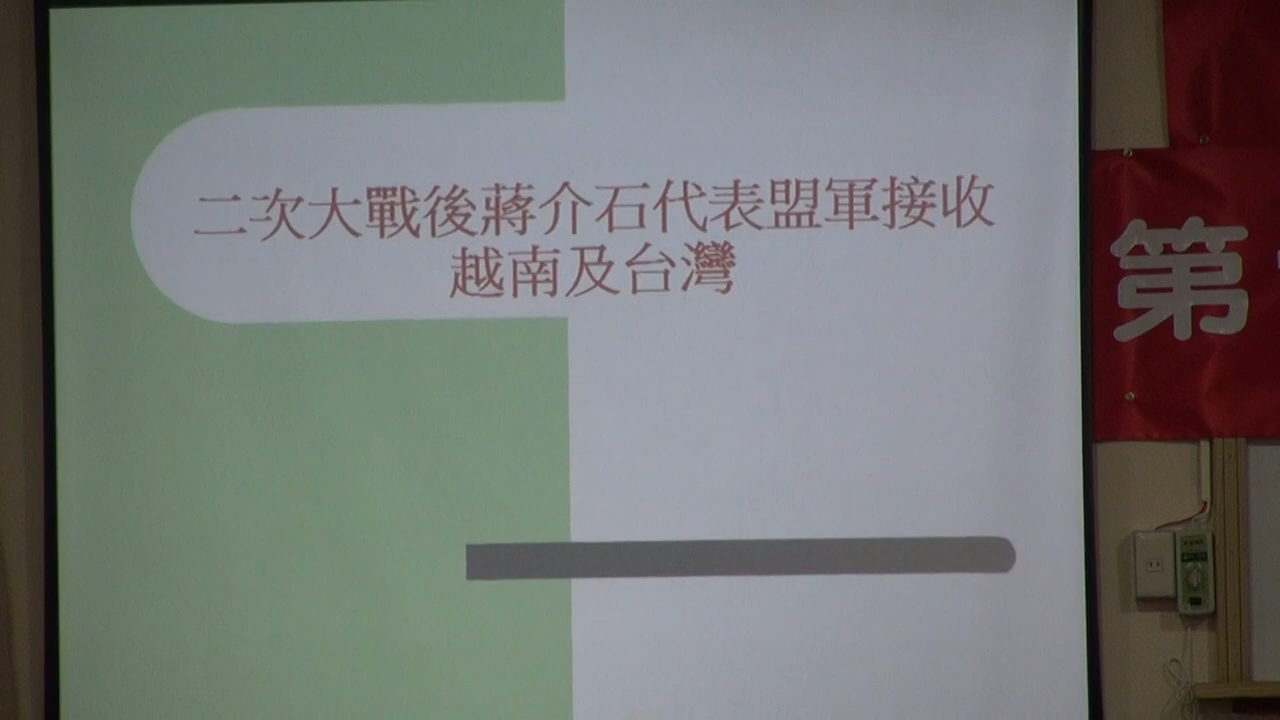 二次大戰後蔣介石代表盟軍接收
越南及台灣
第